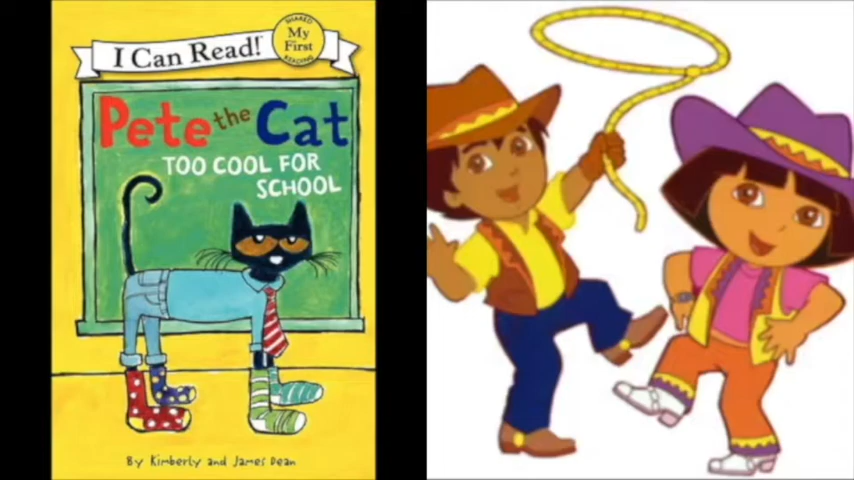 I Can Read!
SHARED
My
First
READING
Pete the Cat
TOO COOL FOR
SCHOOL
By Kimberly and James Dean